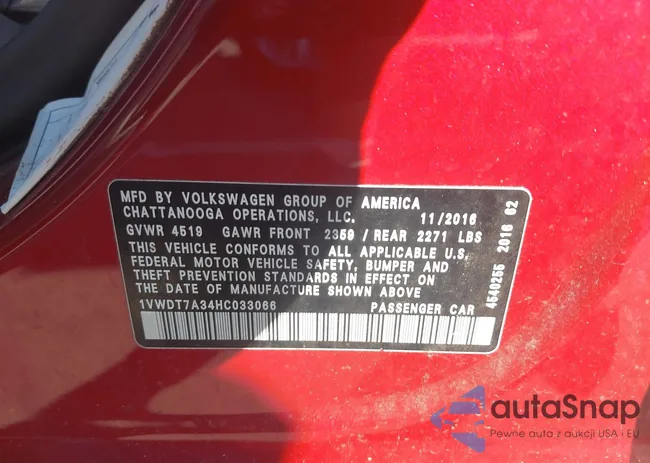 MFD BY VOLKSWAGEN GROUP OF AMERICA
CHATTANOOGA OPERATIONS, LLC. 11/2016
GVWR 4519 GAWR FRONT 2359 / REAR 2271 LBS
THIS VEHICLE CONFORMS TO ALL APPLICABLE U.S.
FEDERAL MOTOR VEHICLE SAFETY, BUMPER AND
THEFT PREVENTION STANDARDS IN EFFECT ON
THE DATE OF MANUFACTURE SHOWN ABOVE.
1VWDT7A34HC033066 PASSENGER CAR
4540255 2016 62
autaSnap
Pewne auta z aukcji USA i EU